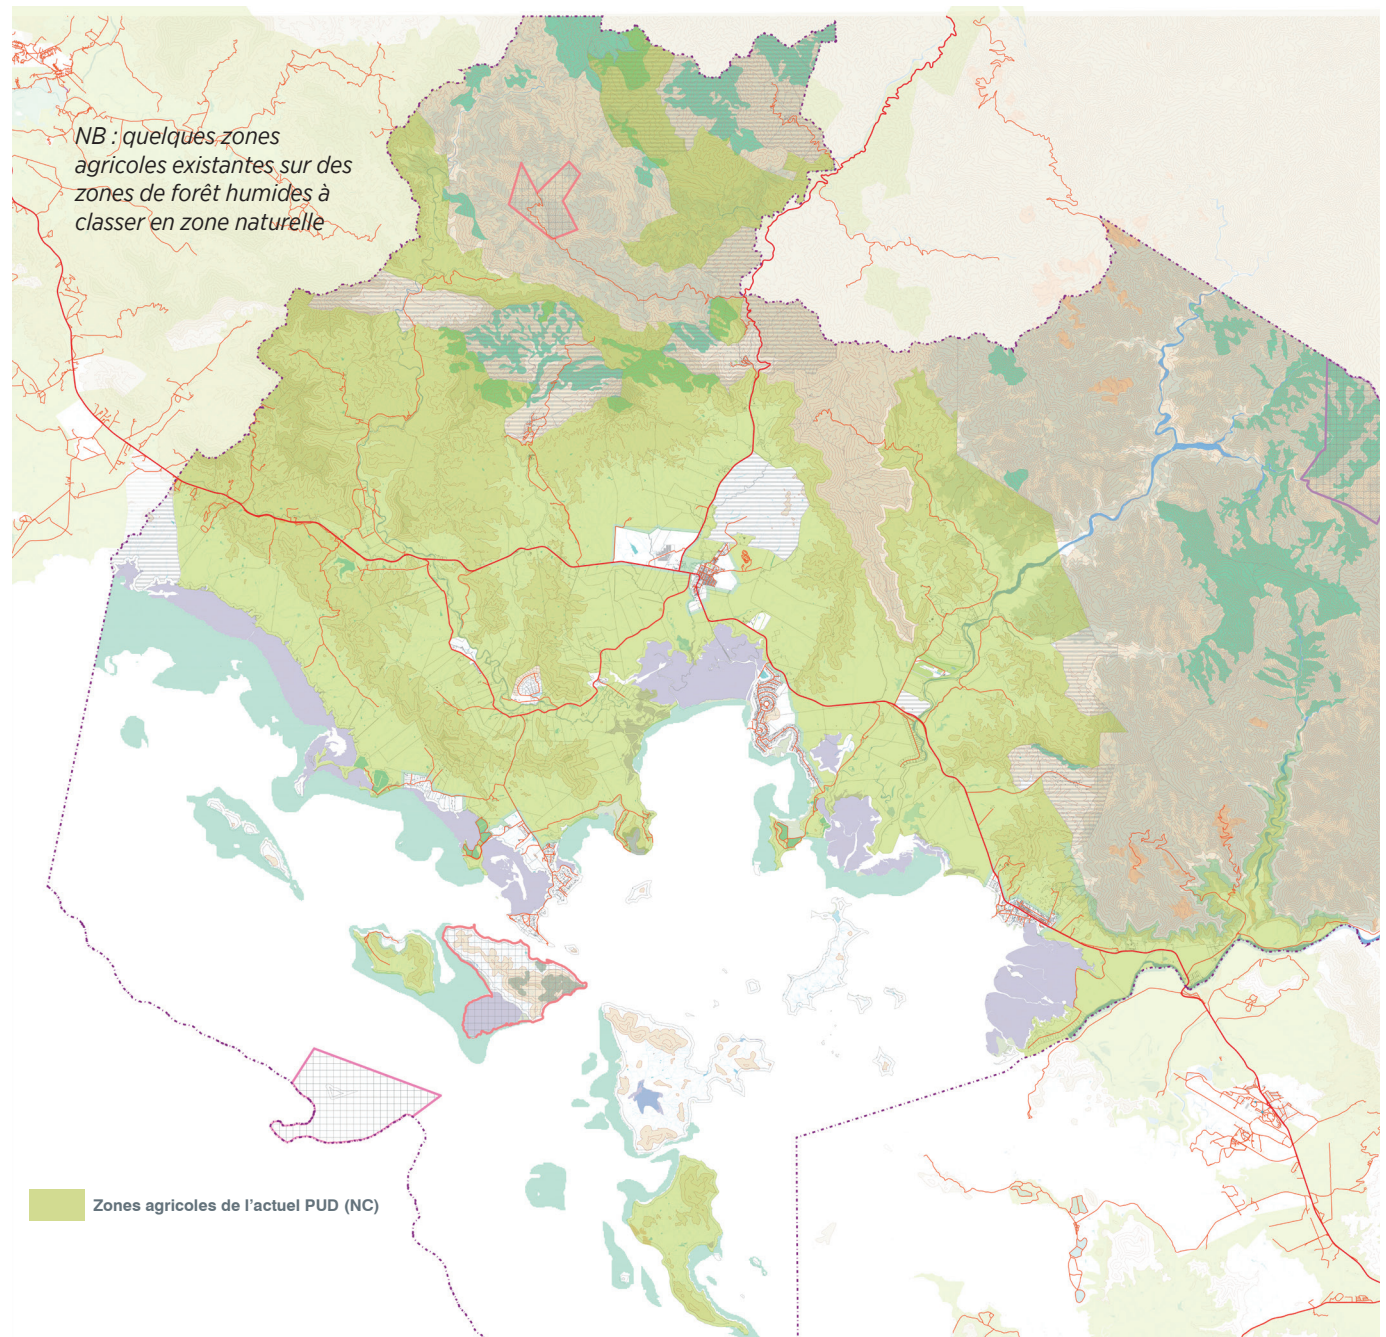 NB : quelques zones
agricoles existantes sur des
zones de forêt humides à
classer en zone naturelle
Zones agricoles de l'actuel PUD (NC)